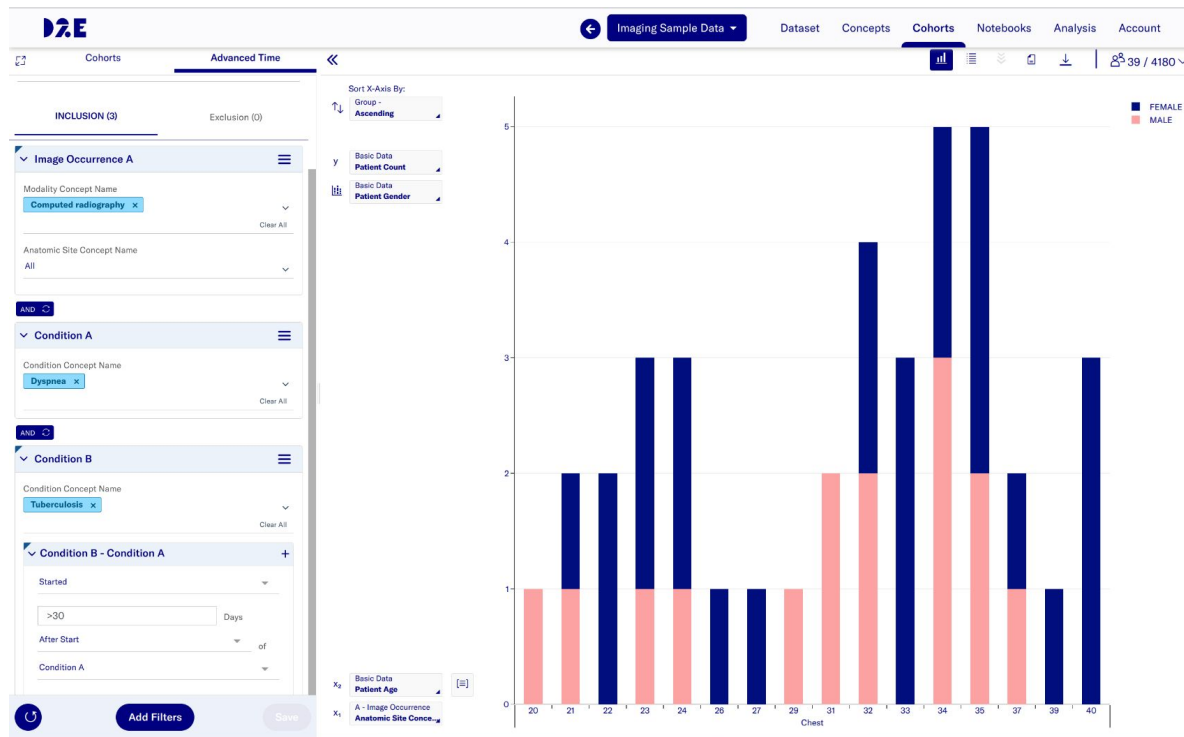 D2E
Imaging Sample Data
Dataset
Concepts
Cohorts
Notebooks
Analysis
Account
Cohorts
Advanced Time
39 / 4180
INCLUSION (3)
Exclusion (0)
Image Occurrence A
Modality Concept Name
Computed radiography ×
Clear All
Anatomic Site Concept Name
All
AND
Condition A
Condition Concept Name
Dyspnea ×
Clear All
AND
Condition B
Condition Concept Name
Tuberculosis ×
Clear All
Condition B - Condition A
+
Started
>30
Days
After Start
of
Condition A
Add Filters
Save
Sort X-Axis By:
Group -
Ascending
y
Basic Data
Patient Count
Basic Data
Patient Gender
x₂
Basic Data
Patient Age
x₁
A - Image Occurrence
Anatomic Site Conce...
FEMALE
MALE
5
4
3
2
1
0
20 21 22 23 24 26 27 29 31 32 33 34 35 37 39 40
Chest